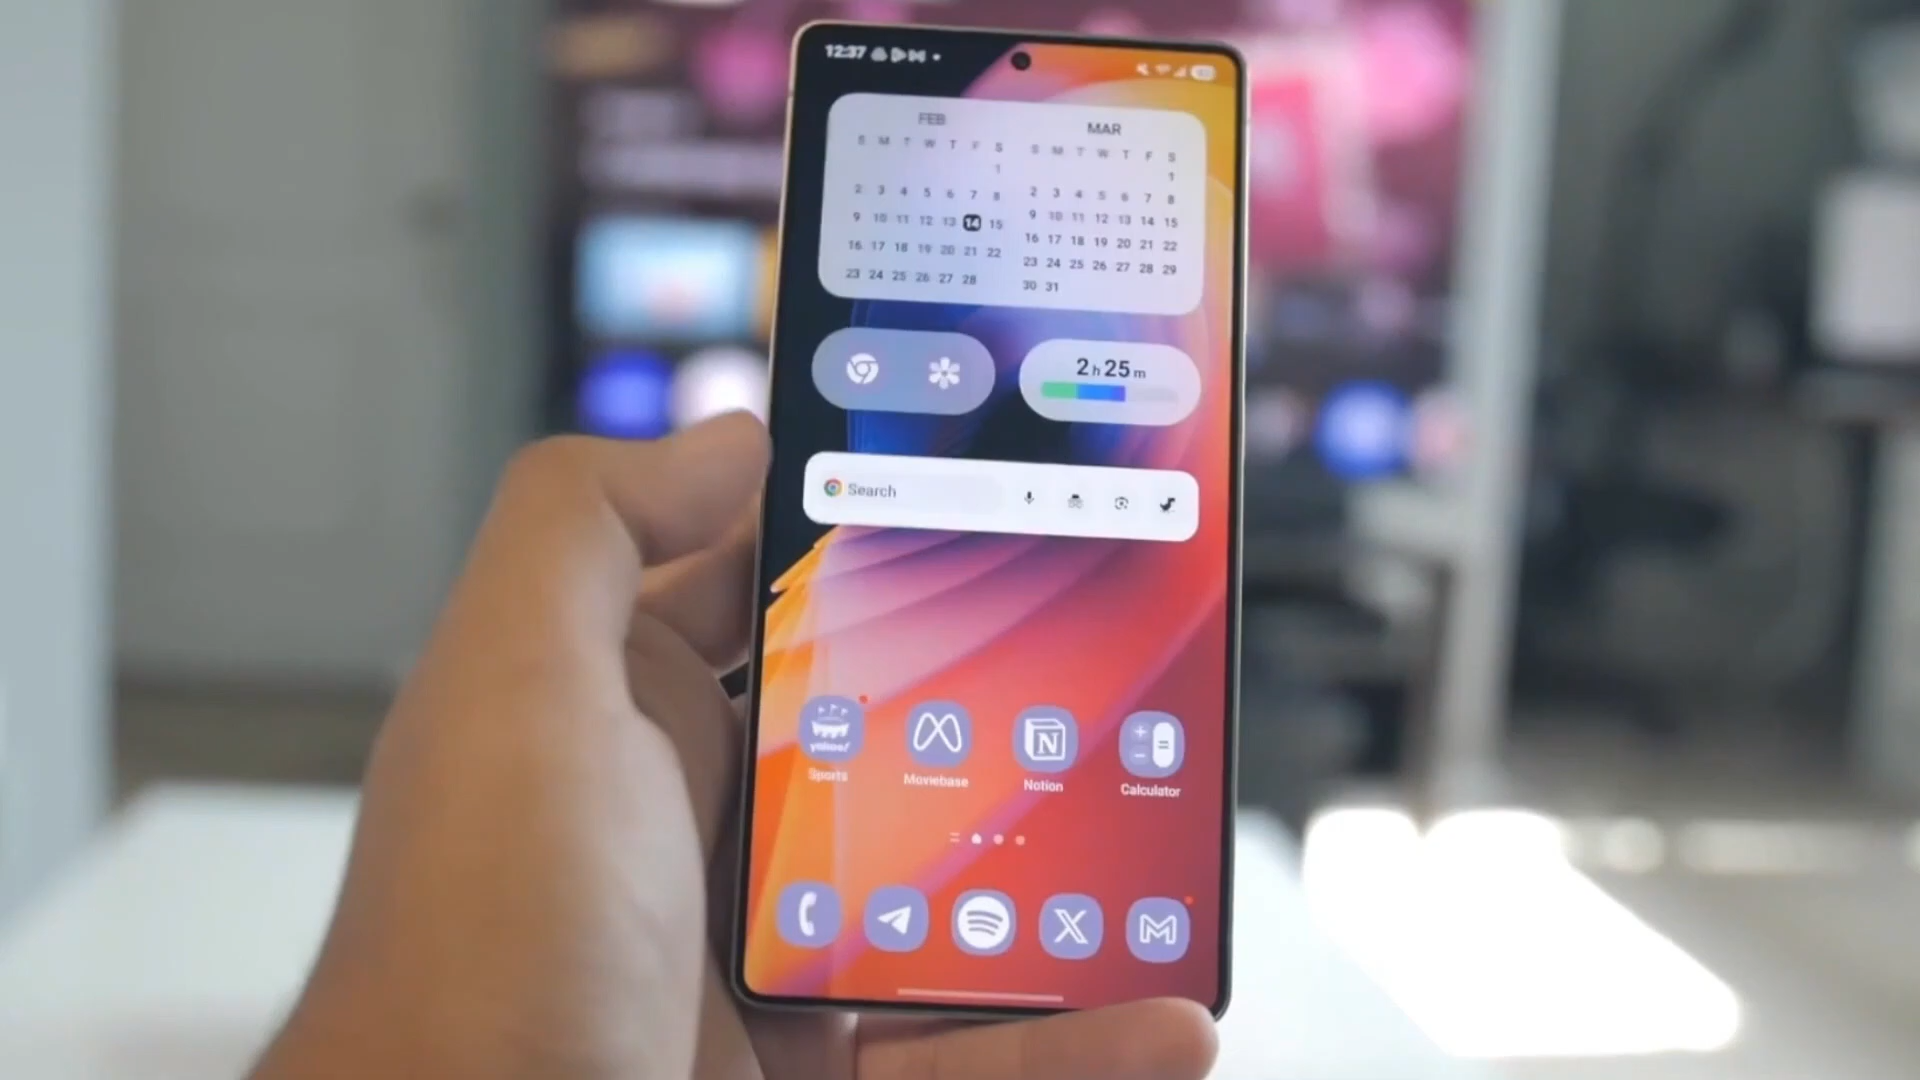 12:37
FEB
S M T W T F S
1
2 3 4 5 6 7 8
9 10 11 12 13 14 15
16 17 18 19 20 21 22
23 24 25 26 27 28
MAR
S M T W T F S
1
2 3 4 5 6 7 8
9 10 11 12 13 14 15
16 17 18 19 20 21 22
23 24 25 26 27 28 29
30 31
2h 25m
Search
yahoo!
Sports
Moviebase
N
Notion
Calculator